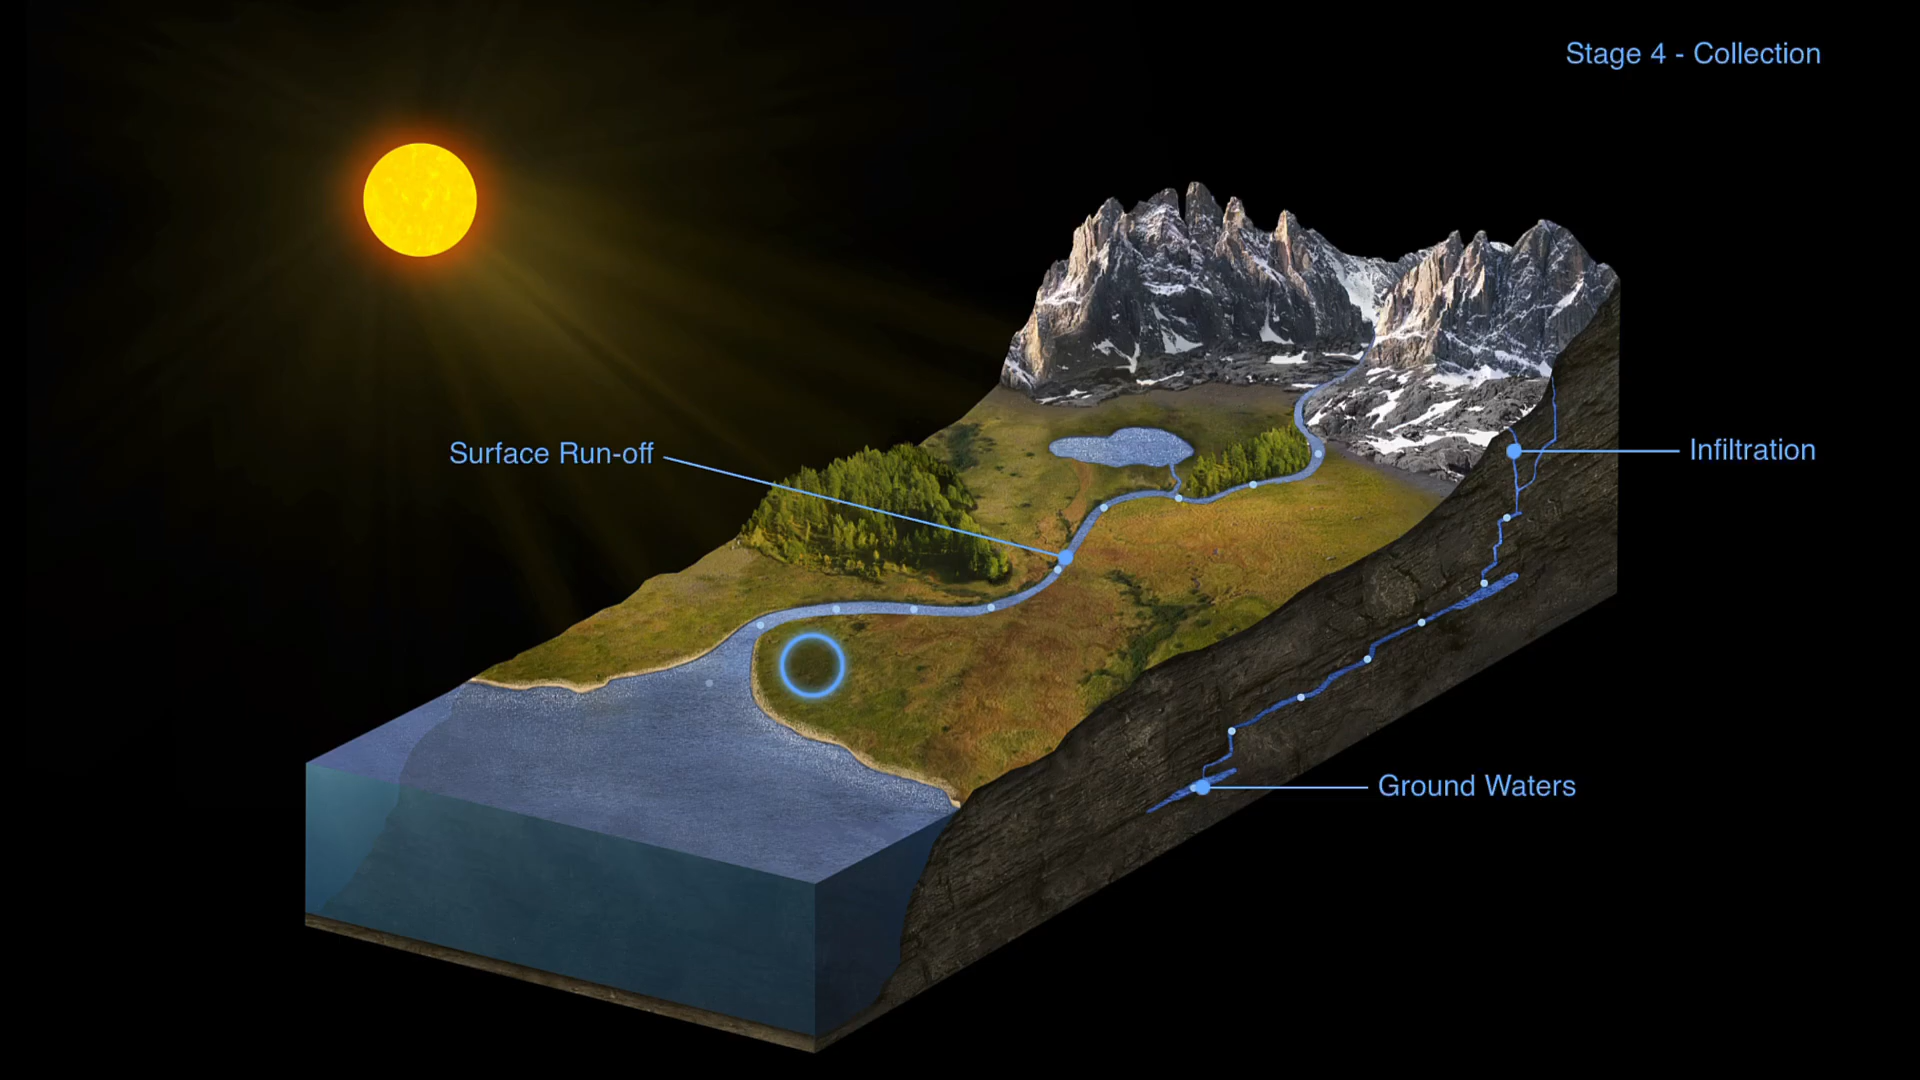 Stage 4 - Collection
Surface Run-off
Infiltration
Ground Waters